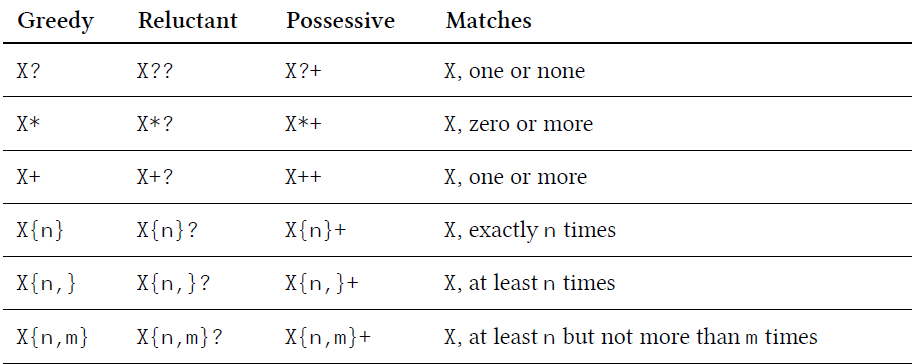 Greedy Reluctant Possessive Matches
X? X?? X?+ X, one or none
X* X*? X*+ X, zero or more
X+ X+? X++ X, one or more
X{n} X{n}? X{n}+ X, exactly n times
X{n,} X{n,}? X{n,}+ X, at least n times
X{n,m} X{n,m}? X{n,m}+ X, at least n but not more than m times